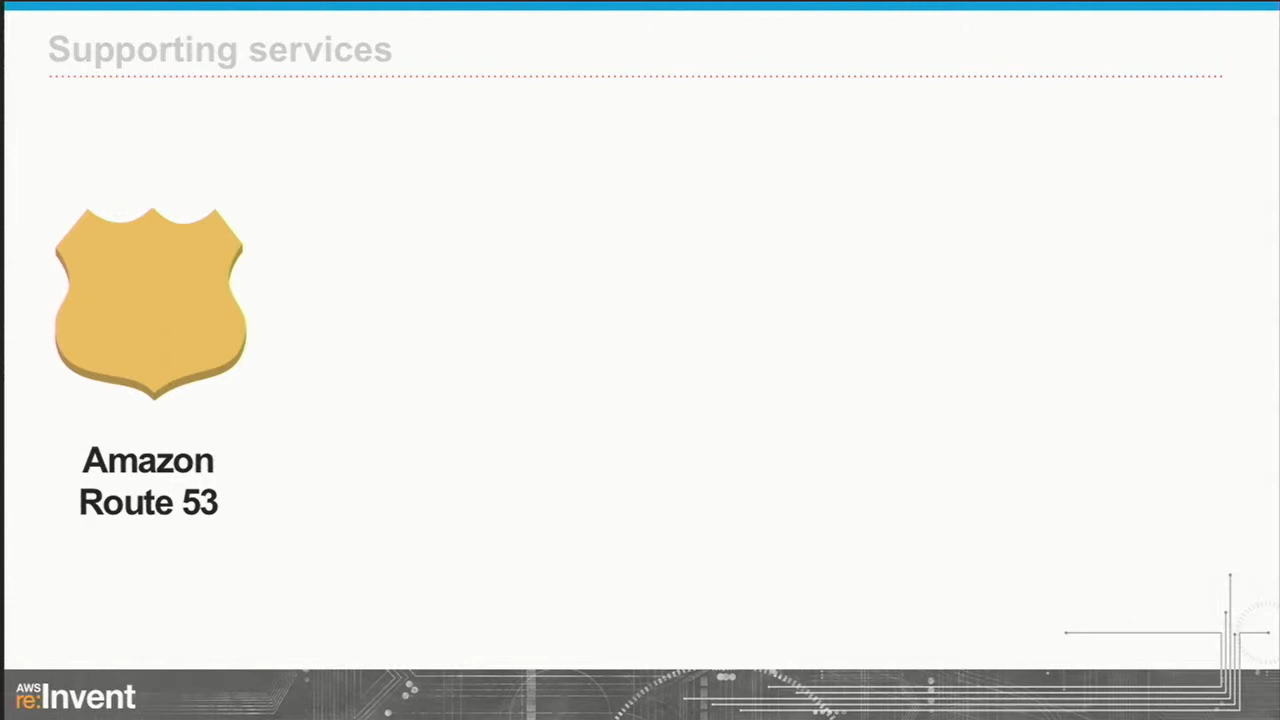 Supporting services
Amazon
Route 53
AWS
re:Invent